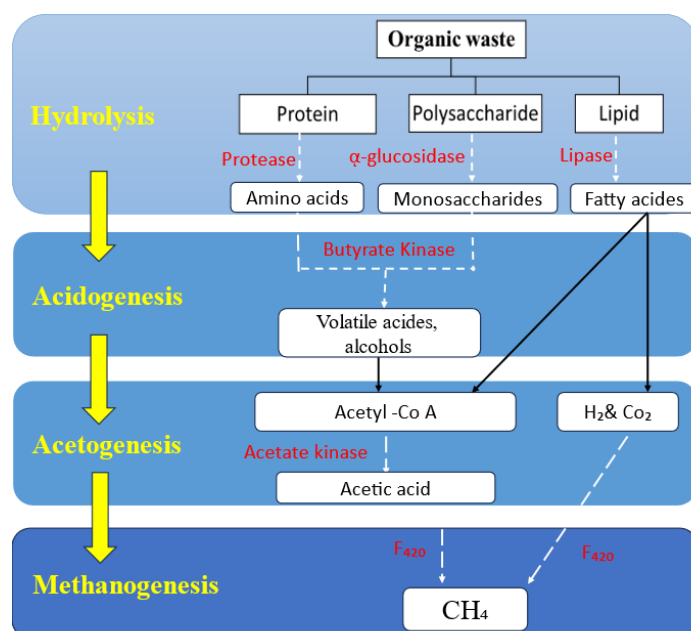 Organic waste
Hydrolysis
Protein
Polysaccharide
Lipid
Protease
ƍ-glucosidase
Lipase
Amino acids
Monosaccharides
Fatty acides
Butyrate Kinase
Acidogenesis
Volatile acides,
alcohols
Acetyl -Co A
H₂& Co₂
Acetogenesis
Acetate kinase
Acetic acid
F₄₂₀
F₄₂₀
Methanogenesis
CH₄